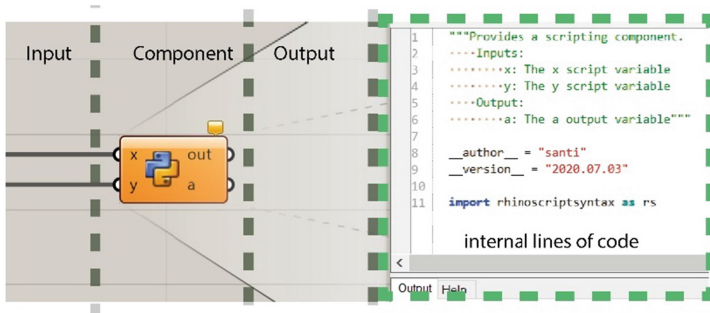 Input
Component
Output
x out
y a
1 """Provides a scripting component.
2 ····Inputs:
3 ········x: The x script variable
4 ········y: The y script variable
5 ····Output:
6 ········a: The a output variable"""
7
8 __author__ = "santi"
9 __version__ = "2020.07.03"
10
11 import rhinoscriptsyntax as rs
internal lines of code
<
Output Help